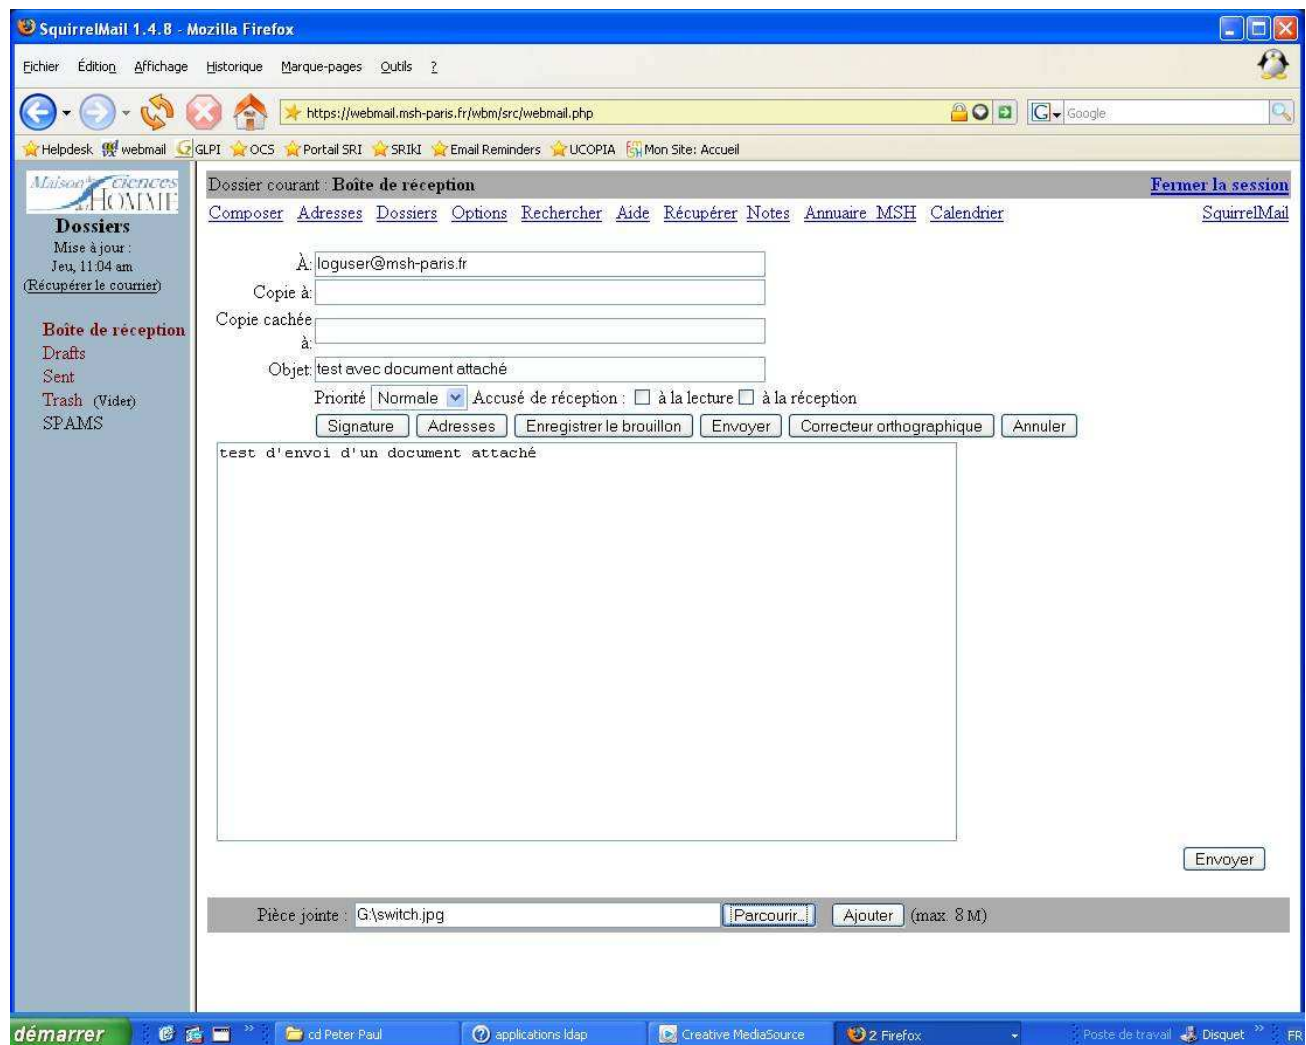 SquirrelMail 1.4.8 - Mozilla Firefox
Fichier Édition Affichage Historique Marque-pages Outils ?
https://webmail.msh-paris.fr/wbm/src/webmail.php
G Google
Helpdesk webmail GLPI OCS Portail SRI SRIkI Email Reminders UCOPIA Mon Site: Accueil
Maison Sciences
HOMME
Dossiers
Mise à jour :
Jeu, 11:04 am
(Récupérer le courrier)
Boîte de réception
Drafts
Sent
Trash (Vider)
SPAMS
Dossier courant : Boîte de réception Fermer la session
Composer Adresses Dossiers Options Rechercher Aide Récupérer Notes Annuaire MSH Calendrier SquirrelMail
À: loguser@msh-paris.fr
Copie à:
Copie cachée
à:
Objet: test avec document attaché
Priorité Normale Accusé de réception : à la lecture à la réception
Signature Adresses Enregistrer le brouillon Envoyer Correcteur orthographique Annuler
test d'envoi d'un document attaché
Envoyer
Pièce jointe : G:\switch.jpg Parcourir... Ajouter (max. 8 M)
démarrer » cd Peter Paul applications ldap Creative MediaSource 2 Firefox Poste de travail Disquet » FR